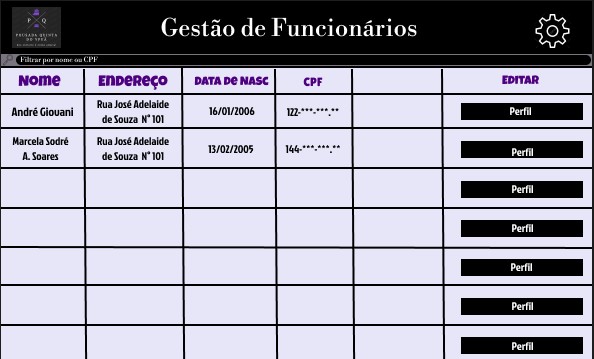 P Q
POUSADA QUINTA
DO YPUÃ
Gestão de Funcionários
Filtrar por nome ou CPF
Nome ENDEREÇO DATA DE NASC CPF EDITAR
André Giouani Rua José Adelaide de Souza N° 101 16/01/2006 122-***-***.** Perfil
Marcela Sodré A. Soares Rua José Adelaide de Souza N° 101 13/02/2005 144-***-***.** Perfil
Perfil
Perfil
Perfil
Perfil
Perfil